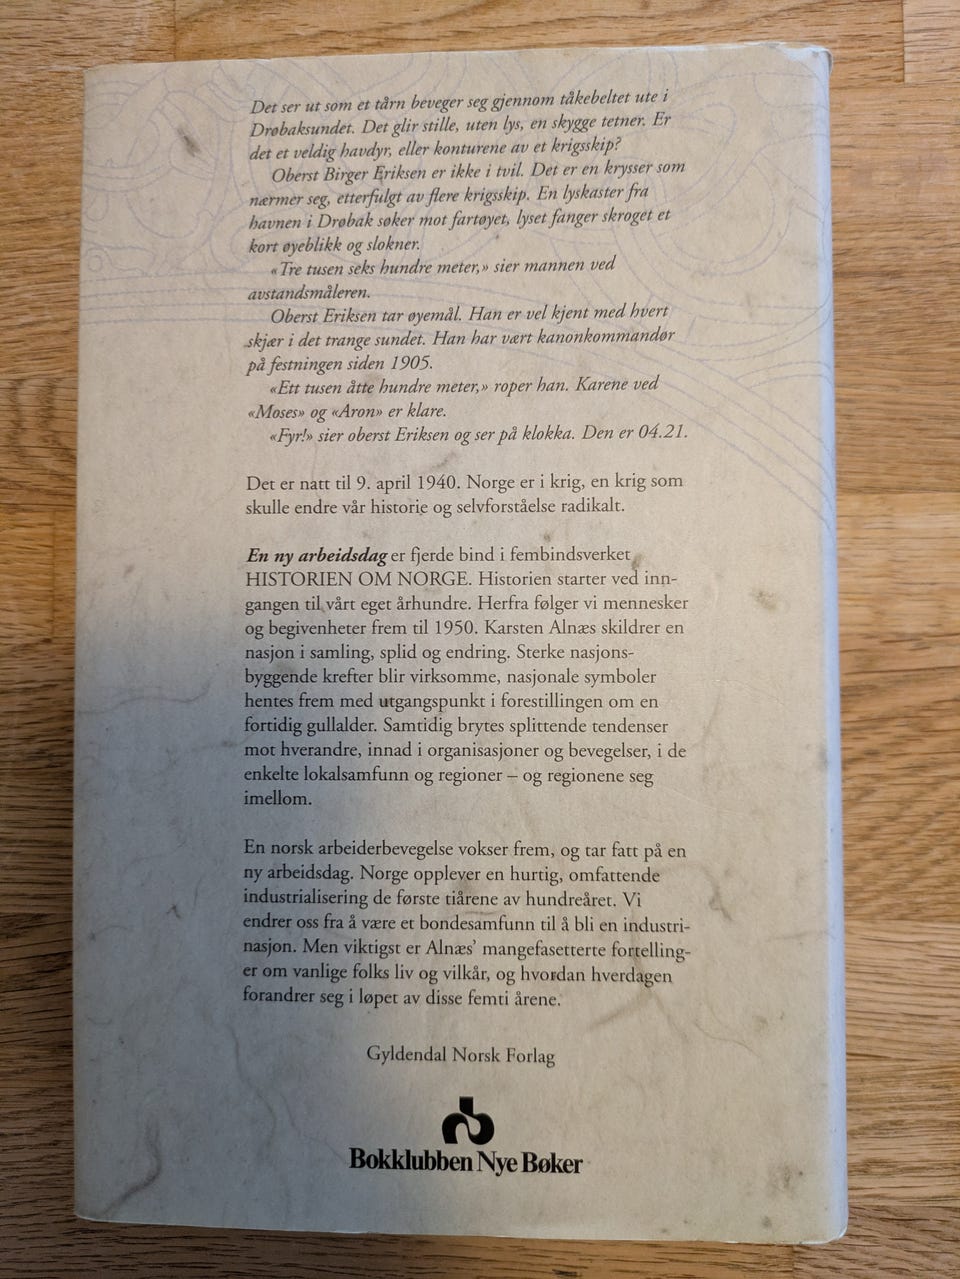 Det ser ut som et tårn beveger seg gjennom tåkebeltet ute i
Drøbaksundet. Det glir stille, uten lys, en skygge tetner. Er
det et veldig havdyr, eller konturene av et krigsskip?
Oberst Birger Eriksen er ikke i tvil. Det er en krysser som
nærmer seg, etterfulgt av flere krigsskip. En lyskaster fra
havnen i Drøbak søker mot fartøyet, lyset fanger skroget et
kort øyeblikk og slokner.
«Tre tusen seks hundre meter,» sier mannen ved
avstandsmåleren.
Oberst Eriksen tar øyemål. Han er vel kjent med hvert
skjær i det trange sundet. Han har vært kanonkommandør
på festningen siden 1905.
«Ett tusen åtte hundre meter,» roper han. Karene ved
«Moses» og «Aron» er klare.
«Fyr!» sier oberst Eriksen og ser på klokka. Den er 04.21.
Det er natt til 9. april 1940. Norge er i krig, en krig som
skulle endre vår historie og selvforståelse radikalt.
En ny arbeidsdag er fjerde bind i fembindsverket
HISTORIEN OM NORGE. Historien starter ved inn-
gangen til vårt eget århundre. Herfra følger vi mennesker
og begivenheter frem til 1950. Karsten Alnæs skildrer en
nasjon i samling, splid og endring. Sterke nasjons-
byggende krefter blir virksomme, nasjonale symboler
hentes frem med utgangspunkt i forestillingen om en
fortidig gullalder. Samtidig brytes splittende tendenser
mot hverandre, innad i organisasjoner og bevegelser, i de
enkelte lokalsamfunn og regioner – og regionene seg
imellom.
En norsk arbeiderbevegelse vokser frem, og tar fatt på en
ny arbeidsdag. Norge opplever en hurtig, omfattende
industrialisering de første tiårene av hundreåret. Vi
endrer oss fra å være et bondesamfunn til å bli en industri-
nasjon. Men viktigst er Alnæs’ mangefasetterte fortelling-
er om vanlige folks liv og vilkår, og hvordan hverdagen
forandrer seg i løpet av disse femti årene.
Gyldendal Norsk Forlag
Bokklubben Nye Bøker